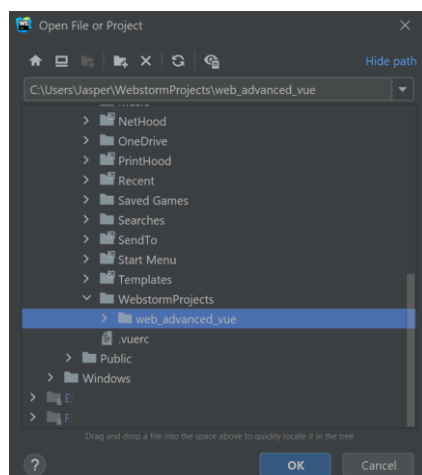 Open File or Project
Hide path
C:\Users\Jasper\WebstormProjects\web_advanced_vue
NetHood
OneDrive
PrintHood
Recent
Saved Games
Searches
SendTo
Start Menu
Templates
WebstormProjects
web_advanced_vue
.vuerc
Public
Windows
E:
F:
Drag and drop a file into the space above to quickly locate it in the tree
? OK Cancel